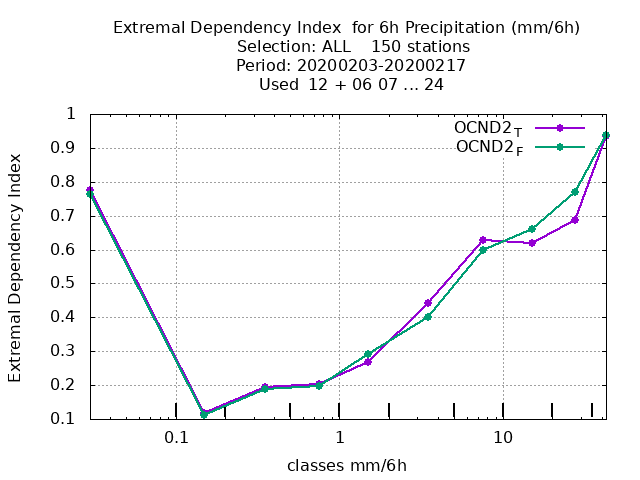 Extremal Dependency Index  for 6h Precipitation (mm/6h)
Selection: ALL    150 stations
Period: 20200203-20200217
Used  12 + 06 07 ... 24
OCND2T
OCND2F
Extremal Dependency Index
1
0.9
0.8
0.7
0.6
0.5
0.4
0.3
0.2
0.1
0.1 1 10
classes mm/6h